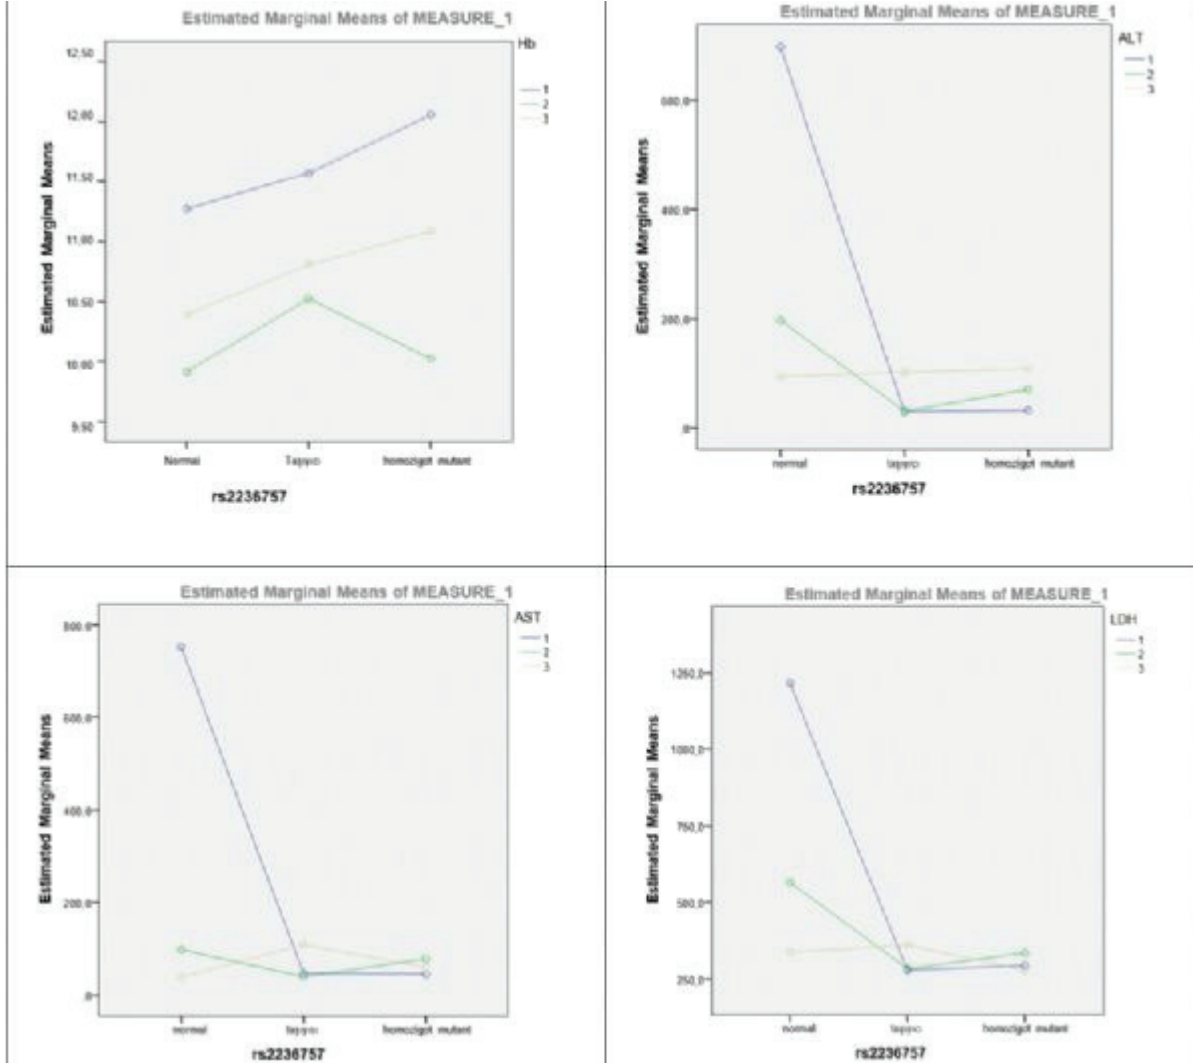 Estimated Marginal Means of MEASURE_1
Hb
1
2
3
12.50
12.00
11.50
11.00
10.50
10.00
9.50
Estimated Marginal Means
Normal
homozigot mutant
rs2236757
Estimated Marginal Means of MEASURE_1
ALT
1
2
3
600.0
400.0
200.0
.0
Estimated Marginal Means
normal
homozigot mutant
rs2236757
Estimated Marginal Means of MEASURE_1
AST
1
2
3
800.0
600.0
400.0
200.0
.0
Estimated Marginal Means
normal
homozigot mutant
rs2236757
Estimated Marginal Means of MEASURE_1
LDH
1
2
3
1250.0
1000.0
750.0
500.0
250.0
Estimated Marginal Means
normal
homozigot mutant
rs2236757